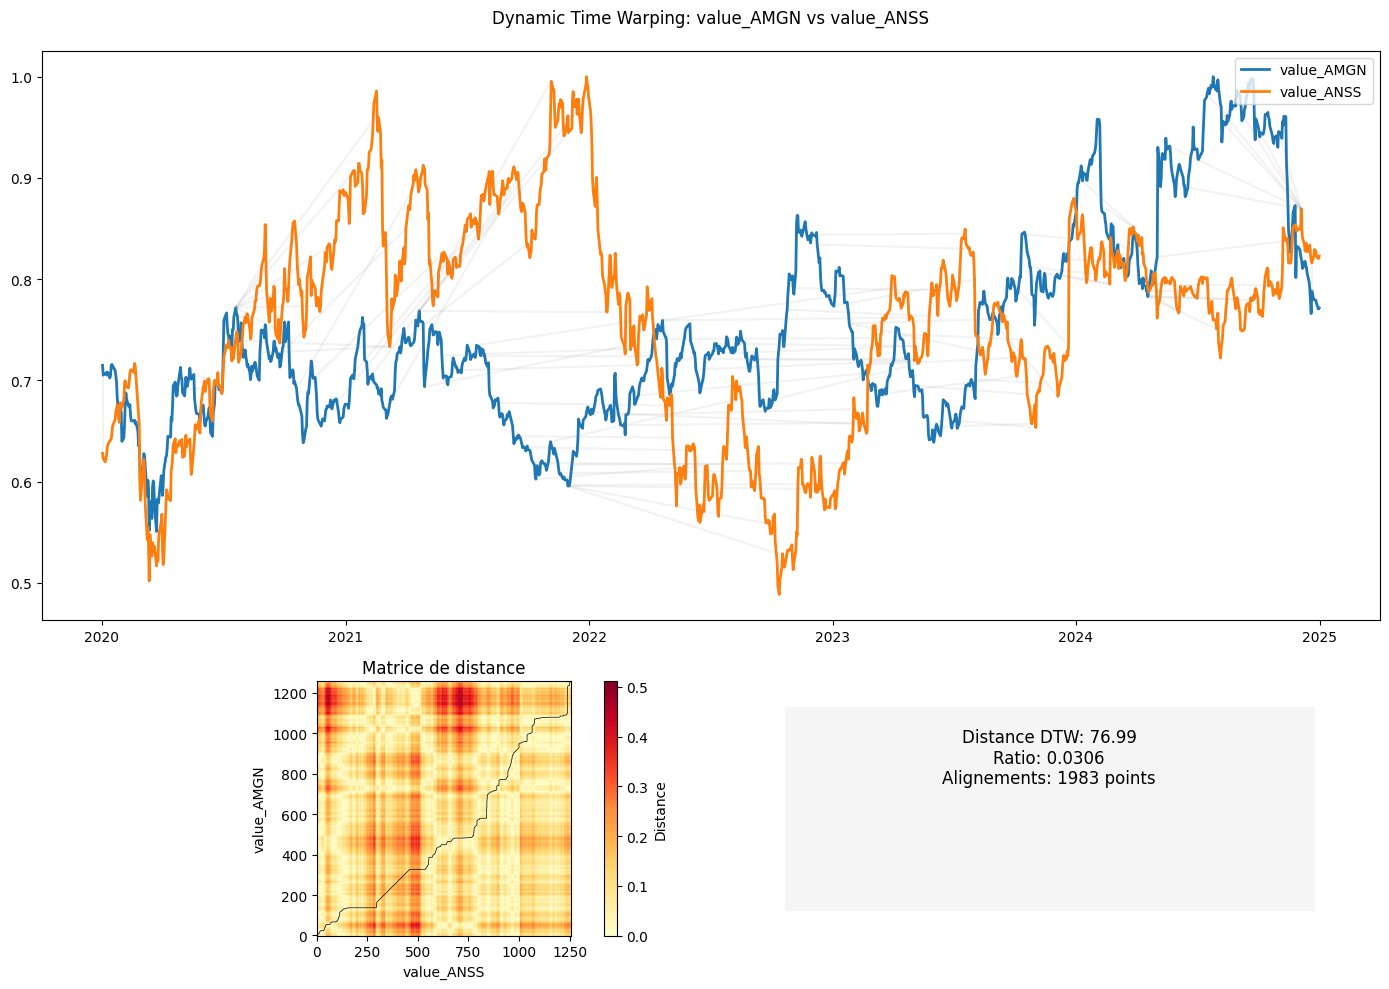 Dynamic Time Warping: value_AMGN vs value_ANSS
value_AMGN
value_ANSS
1.0
0.9
0.8
0.7
0.6
0.5
2020 2021 2022 2023 2024 2025
Matrice de distance
value_AMGN
1200
1000
800
600
400
200
0
0 250 500 750 1000 1250
value_ANSS
0.5
0.4
0.3
0.2
0.1
0.0
Distance
Distance DTW: 76.99
Ratio: 0.0306
Alignements: 1983 points